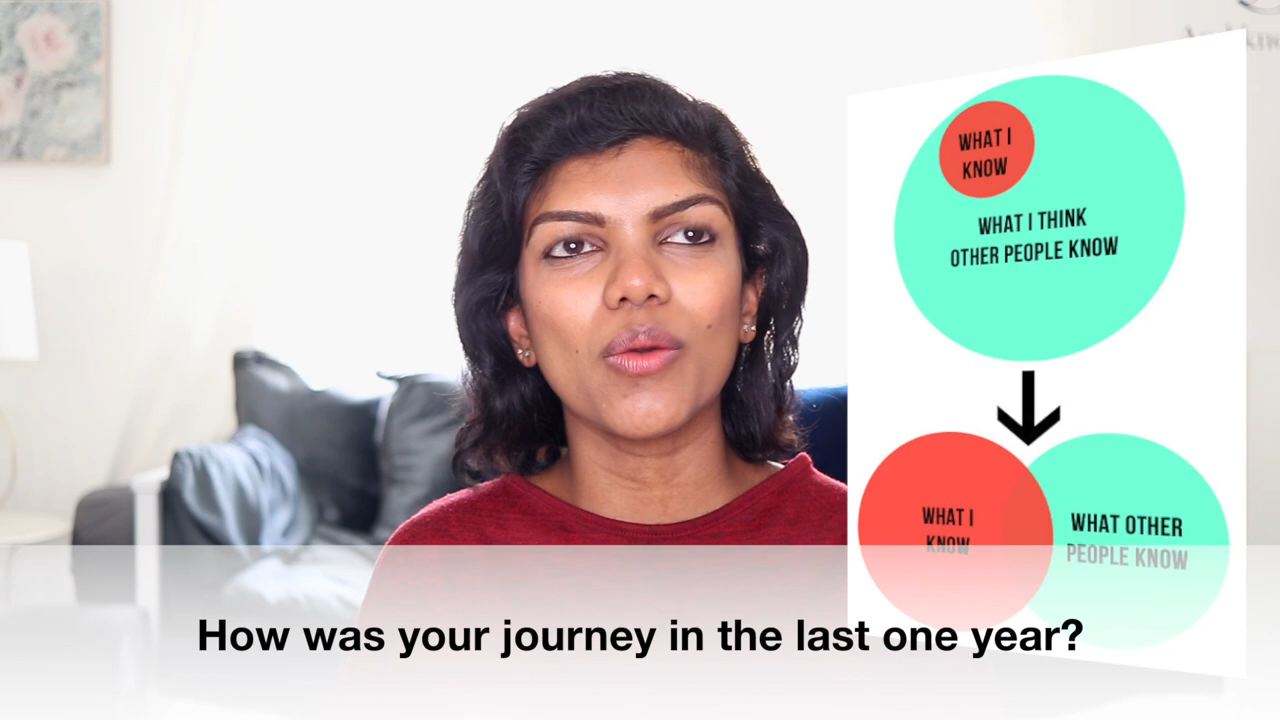 WHAT I
KNOW
WHAT I THINK
OTHER PEOPLE KNOW
WHAT I
KNOW
WHAT OTHER
PEOPLE KNOW
How was your journey in the last one year?